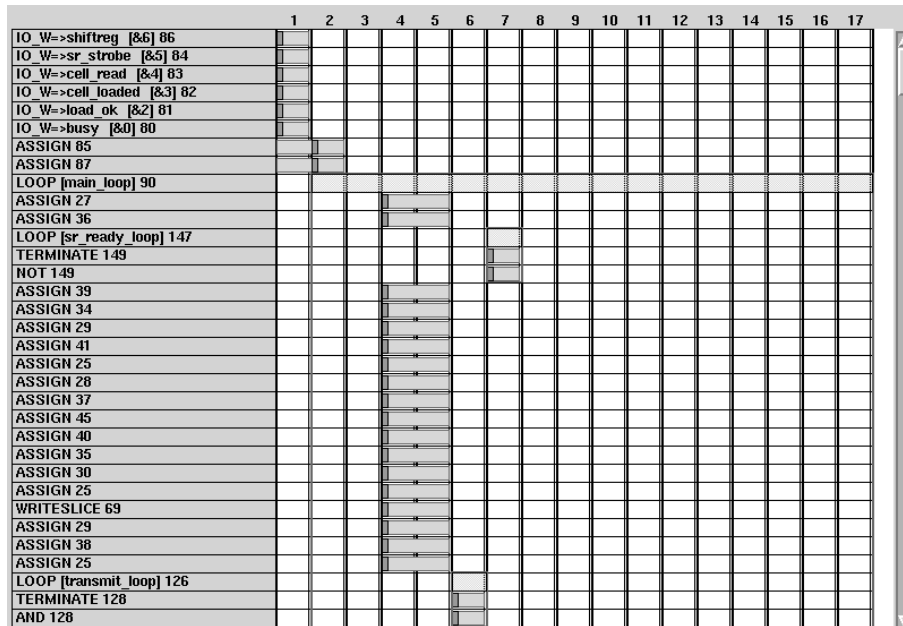 1 2 3 4 5 6 7 8 9 10 11 12 13 14 15 16 17
IO_W=>shiftreg [&6] 86
IO_W=>sr_strobe [&5] 84
IO_W=>cell_read [&4] 83
IO_W=>cell_loaded [&3] 82
IO_W=>load_ok [&2] 81
IO_W=>busy [&0] 80
ASSIGN 85
ASSIGN 87
LOOP [main_loop] 90
ASSIGN 27
ASSIGN 36
LOOP [sr_ready_loop] 147
TERMINATE 149
NOT 149
ASSIGN 39
ASSIGN 34
ASSIGN 29
ASSIGN 41
ASSIGN 25
ASSIGN 28
ASSIGN 37
ASSIGN 45
ASSIGN 40
ASSIGN 35
ASSIGN 30
ASSIGN 25
WRITESLICE 69
ASSIGN 29
ASSIGN 38
ASSIGN 25
LOOP [transmit_loop] 126
TERMINATE 128
AND 128